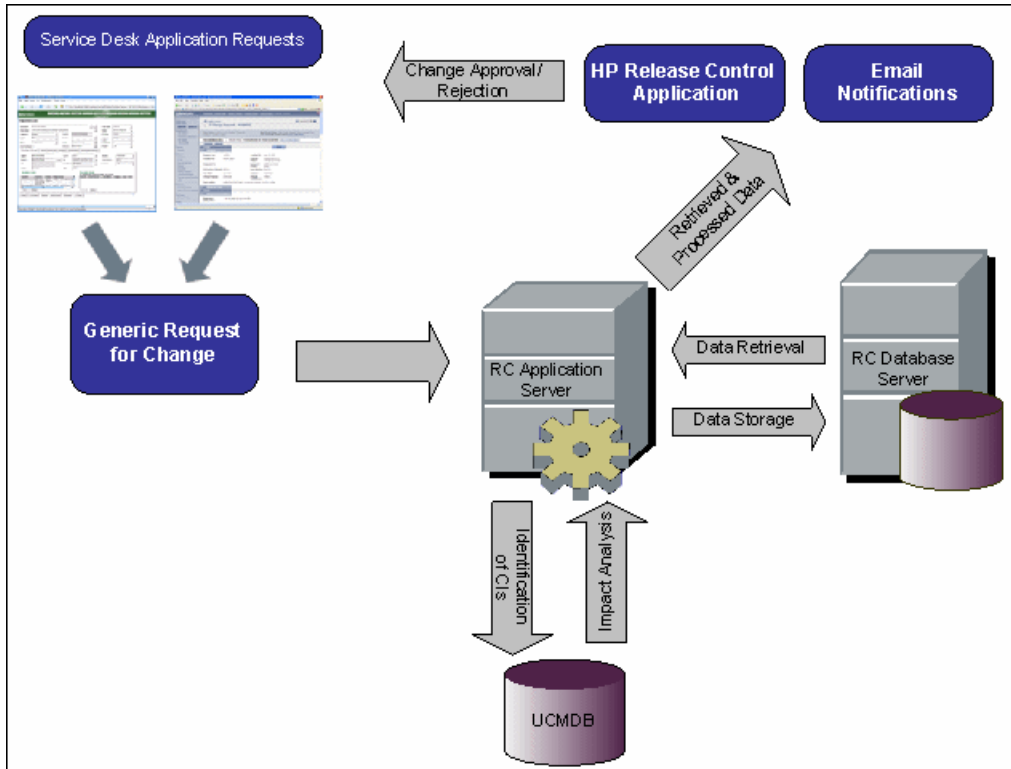 Service Desk Application Requests
Change Approval/
Rejection
HP Release Control
Application
Email
Notifications
Retrieved &
Processed Data
Generic Request
for Change
RC Application
Server
Data Retrieval
RC Database
Server
Data Storage
Identification
of CIs
Impact Analysis
UCMDB